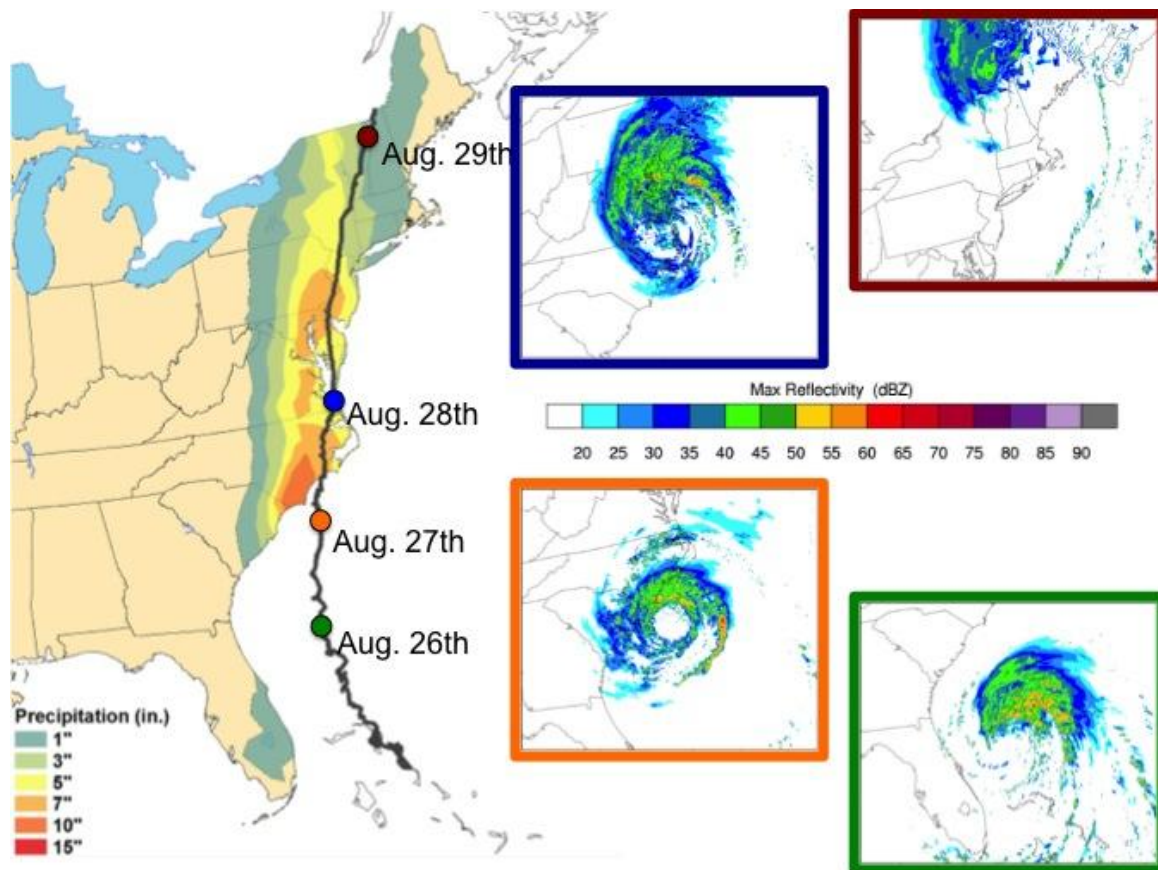 Aug. 29th
Aug. 28th
Aug. 27th
Aug. 26th
Precipitation (in.)
1"
3"
5"
7"
10"
15"
Max Reflectivity (dBZ)
20 25 30 35 40 45 50 55 60 65 70 75 80 85 90